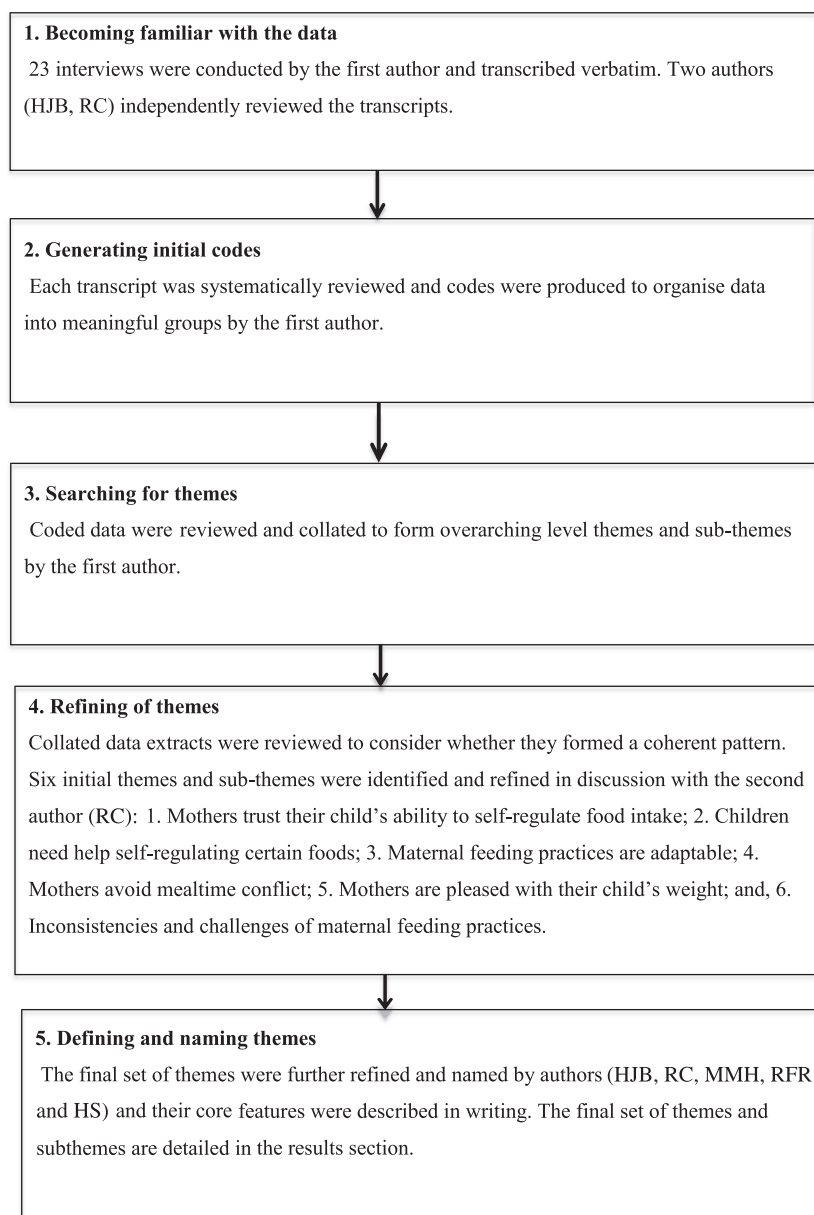 1. Becoming familiar with the data
23 interviews were conducted by the first author and transcribed verbatim. Two authors
(HJB, RC) independently reviewed the transcripts.
2. Generating initial codes
Each transcript was systematically reviewed and codes were produced to organise data
into meaningful groups by the first author.
3. Searching for themes
Coded data were reviewed and collated to form overarching level themes and sub-themes
by the first author.
4. Refining of themes
Collated data extracts were reviewed to consider whether they formed a coherent pattern.
Six initial themes and sub-themes were identified and refined in discussion with the second
author (RC): 1. Mothers trust their child’s ability to self-regulate food intake; 2. Children
need help self-regulating certain foods; 3. Maternal feeding practices are adaptable; 4.
Mothers avoid mealtime conflict; 5. Mothers are pleased with their child’s weight; and, 6.
Inconsistencies and challenges of maternal feeding practices.
5. Defining and naming themes
The final set of themes were further refined and named by authors (HJB, RC, MMH, RFR
and HS) and their core features were described in writing. The final set of themes and
subthemes are detailed in the results section.